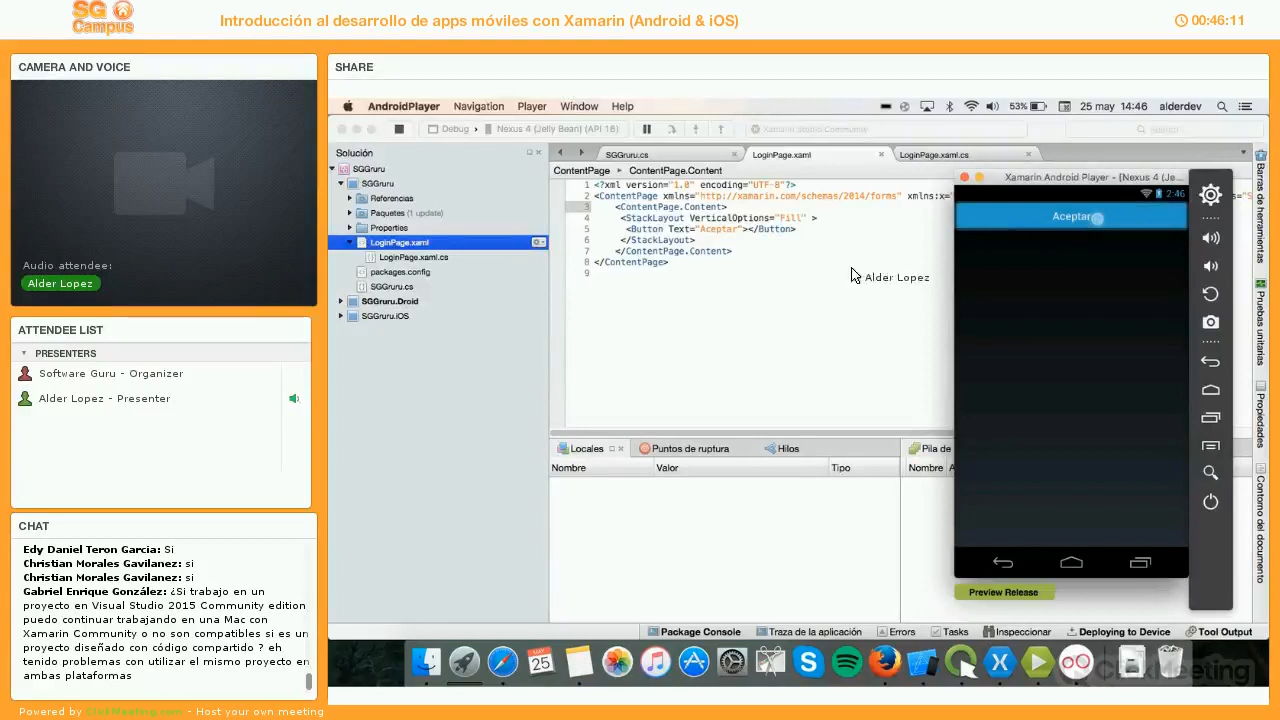 SG
Campus
Introducción al desarrollo de apps móviles con Xamarin (Android & iOS)
00:46:11
CAMERA AND VOICE
Audio attendee:
Alder Lopez
ATTENDEE LIST
PRESENTERS
Software Guru - Organizer
Alder Lopez - Presenter
CHAT
Edy Daniel Teron Garcia: Si
Christian Morales Gavilanez: si
Christian Morales Gavilanez: si
Gabriel Enrique González: ¿Si trabajo en un
proyecto en Visual Studio 2015 Community edition
puedo continuar trabajando en una Mac con
Xamarin Community o no son compatibles si es un
proyecto diseñado con código compartido ? eh
tenido problemas con utilizar el mismo proyecto en
ambas plataformas
Powered by ClickMeeting.com - Host your own meeting
SHARE
AndroidPlayer Navigation Player Window Help
53% 25 may 14:46 alderdev
Debug › Nexus 4 (Jelly Bean) (API 16)
Xamarin Studio Community
Search
Solución
SGGruru
SGGruru
Referencias
Paquetes (1 update)
Properties
LoginPage.xaml
LoginPage.xaml.cs
packages.config
SGGruru.cs
SGGruru.Droid
SGGruru.iOS
SGGruru.cs LoginPage.xaml LoginPage.xaml.cs
ContentPage › ContentPage.Content
1 <?xml version="1.0" encoding="UTF-8"?>
2 <ContentPage xmlns="http://xamarin.com/schemas/2014/forms" xmlns:x=
3 <ContentPage.Content>
4 <StackLayout VerticalOptions="Fill" >
5 <Button Text="Aceptar"></Button>
6 </StackLayout>
7 </ContentPage.Content>
8 </ContentPage>
9
Alder Lopez
Xamarin Android Player - [Nexus 4 (Je...
2:46
Aceptar
Preview Release
Barras de herramientas
Pruebas unitarias
Propiedades
Contorno del documento
Locales Puntos de ruptura Hilos Pila de
Nombre Valor Tipo Nombre
Package Console Traza de la aplicación Errors Tasks Inspeccionar Deploying to Device Tool Output
MAY
25
ClickMeeting